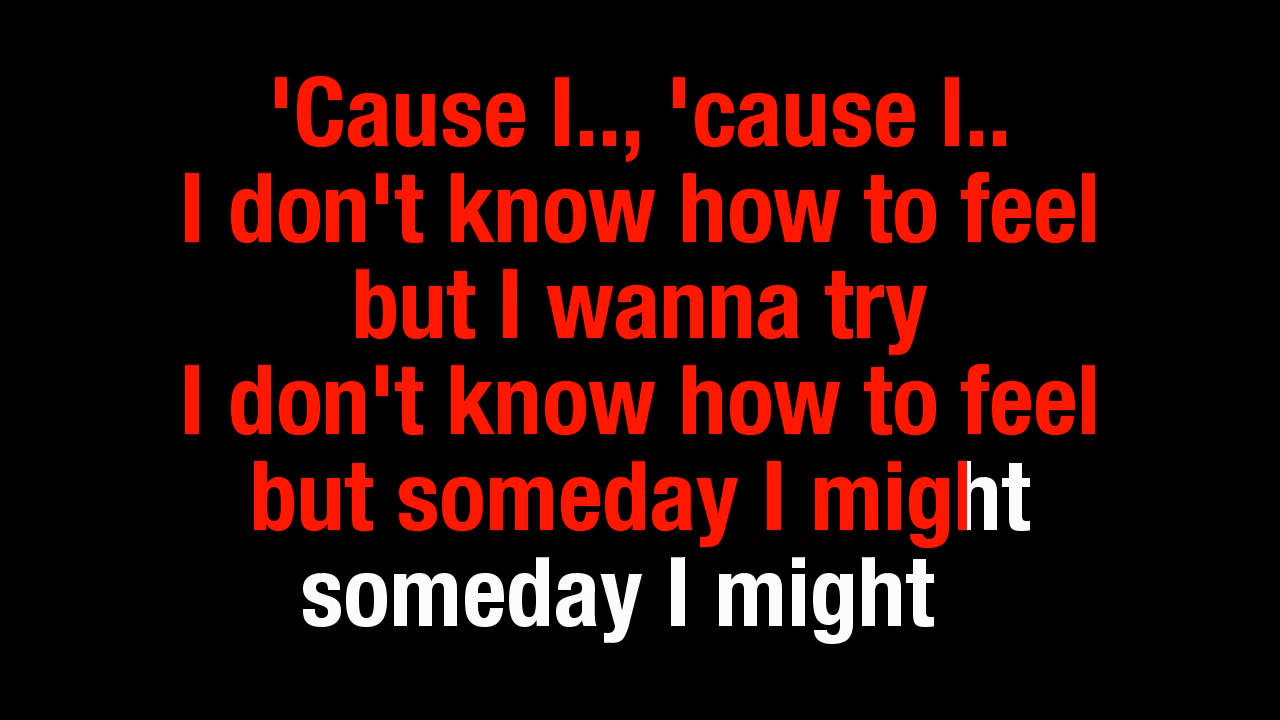 'Cause I.., 'cause I..
I don't know how to feel
but I wanna try
I don't know how to feel
but someday I might
someday I might